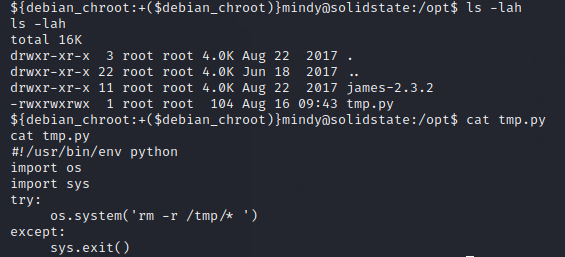 ${debian_chroot:+($debian_chroot)}mindy@solidstate:/opt$ ls -lah
ls -lah
total 16K
drwxr-xr-x  3 root root 4.0K Aug 22  2017 .
drwxr-xr-x 22 root root 4.0K Jun 18  2017 ..
drwxr-xr-x 11 root root 4.0K Aug 22  2017 james-2.3.2
-rwxrwxrwx  1 root root  104 Aug 16 09:43 tmp.py
${debian_chroot:+($debian_chroot)}mindy@solidstate:/opt$ cat tmp.py
cat tmp.py
#!/usr/bin/env python
import os
import sys
try:
     os.system('rm -r /tmp/* ')
except:
     sys.exit()